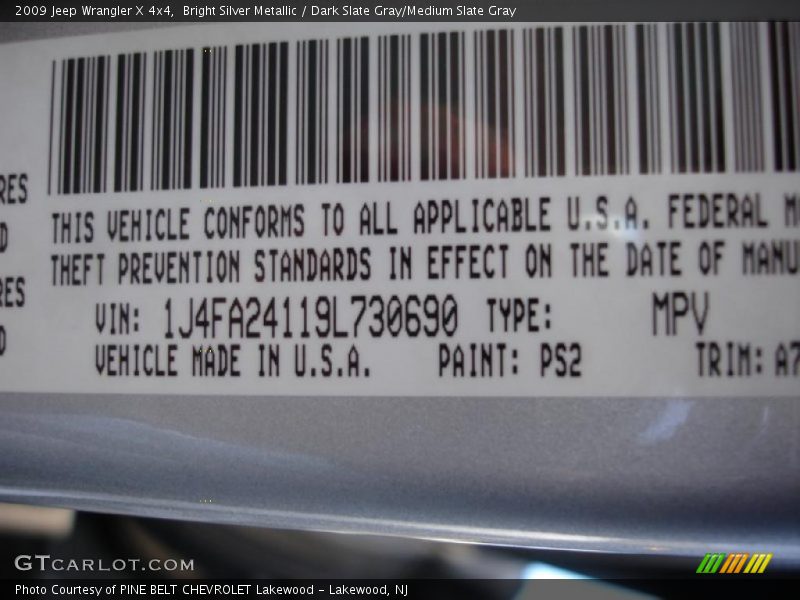 2009 Jeep Wrangler X 4x4,  Bright Silver Metallic / Dark Slate Gray/Medium Slate Gray
RES
THIS VEHICLE CONFORMS TO ALL APPLICABLE U.S.A. FEDERAL M
D
THEFT PREVENTION STANDARDS IN EFFECT ON THE DATE OF MANU
RES
VIN: 1J4FA24119L730690 TYPE: MPV
D
VEHICLE MADE IN U.S.A. PAINT: PS2 TRIM: A7
GTCARLOT.COM
Photo Courtesy of PINE BELT CHEVROLET Lakewood - Lakewood, NJ